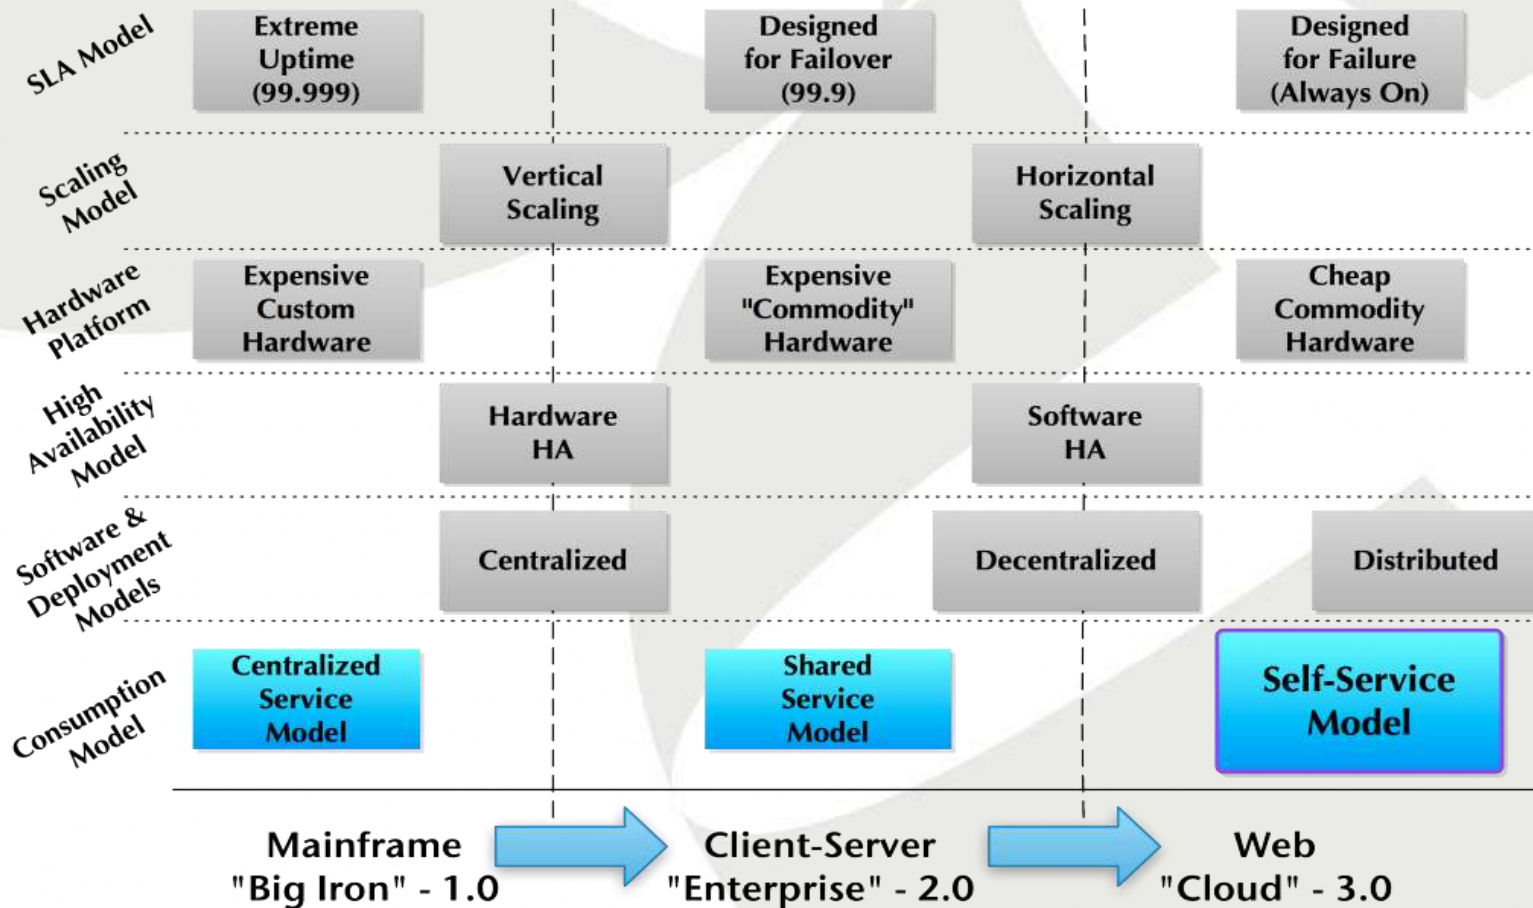 SLA Model
Extreme
Uptime
(99.999)
Designed
for Failover
(99.9)
Designed
for Failure
(Always On)
Scaling
Model
Vertical
Scaling
Horizontal
Scaling
Hardware
Platform
Expensive
Custom
Hardware
Expensive
"Commodity"
Hardware
Cheap
Commodity
Hardware
High
Availability
Model
Hardware
HA
Software
HA
Software &
Deployment
Models
Centralized
Decentralized
Distributed
Consumption
Model
Centralized
Service
Model
Shared
Service
Model
Self-Service
Model
Mainframe
"Big Iron" - 1.0
Client-Server
"Enterprise" - 2.0
Web
"Cloud" - 3.0